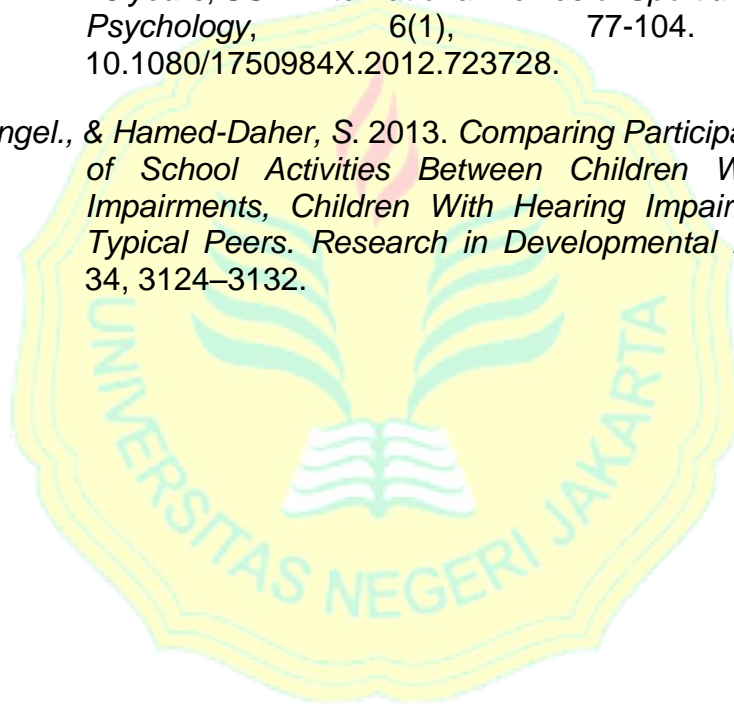 Psychology, 6(1), 77-104.
10.1080/1750984X.2012.723728.
ngel., & Hamed-Daher, S. 2013. Comparing Participa
of School Activities Between Children W
Impairments, Children With Hearing Impair
Typical Peers. Research in Developmental
34, 3124–3132.
UNIVERSITAS NEGERI JAKARTA